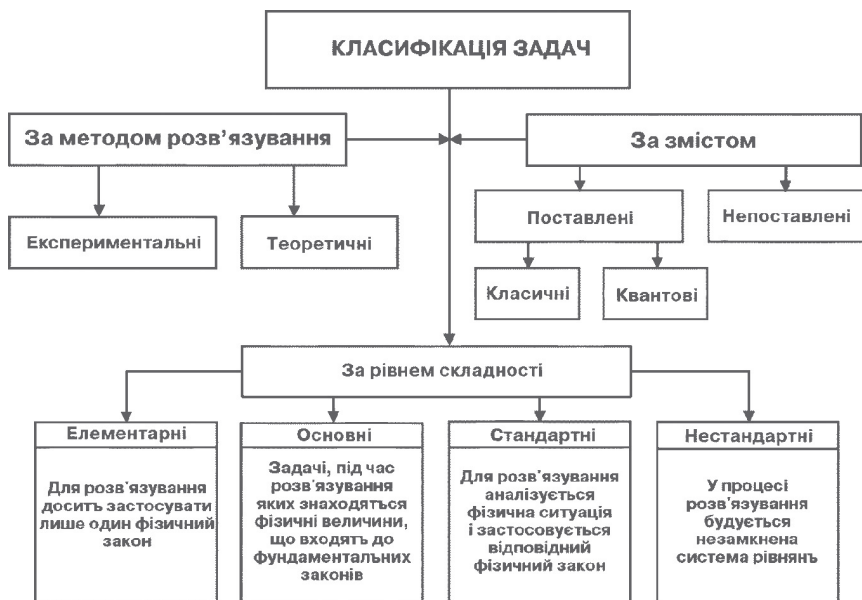 КЛАСИФІКАЦІЯ ЗАДАЧ
За методом розв'язування
За змістом
Експериментальні
Теоретичні
Поставлені
Непоставлені
Класичні
Квантові
За рівнем складності
Елементарні
Для розв'язування
досить застосувати
лише один фізичний
закон
Основні
Задачі, під час
розв'язування
яких знаходяться
фізичні величини,
що входять до
фундаментальних
законів
Стандартні
Для розв'язування
аналізується
фізична ситуація
і застосовується
відповідний
фізичний закон
Нестандартні
У процесі
розв'язування
будується
незамкнена
система рівнянь